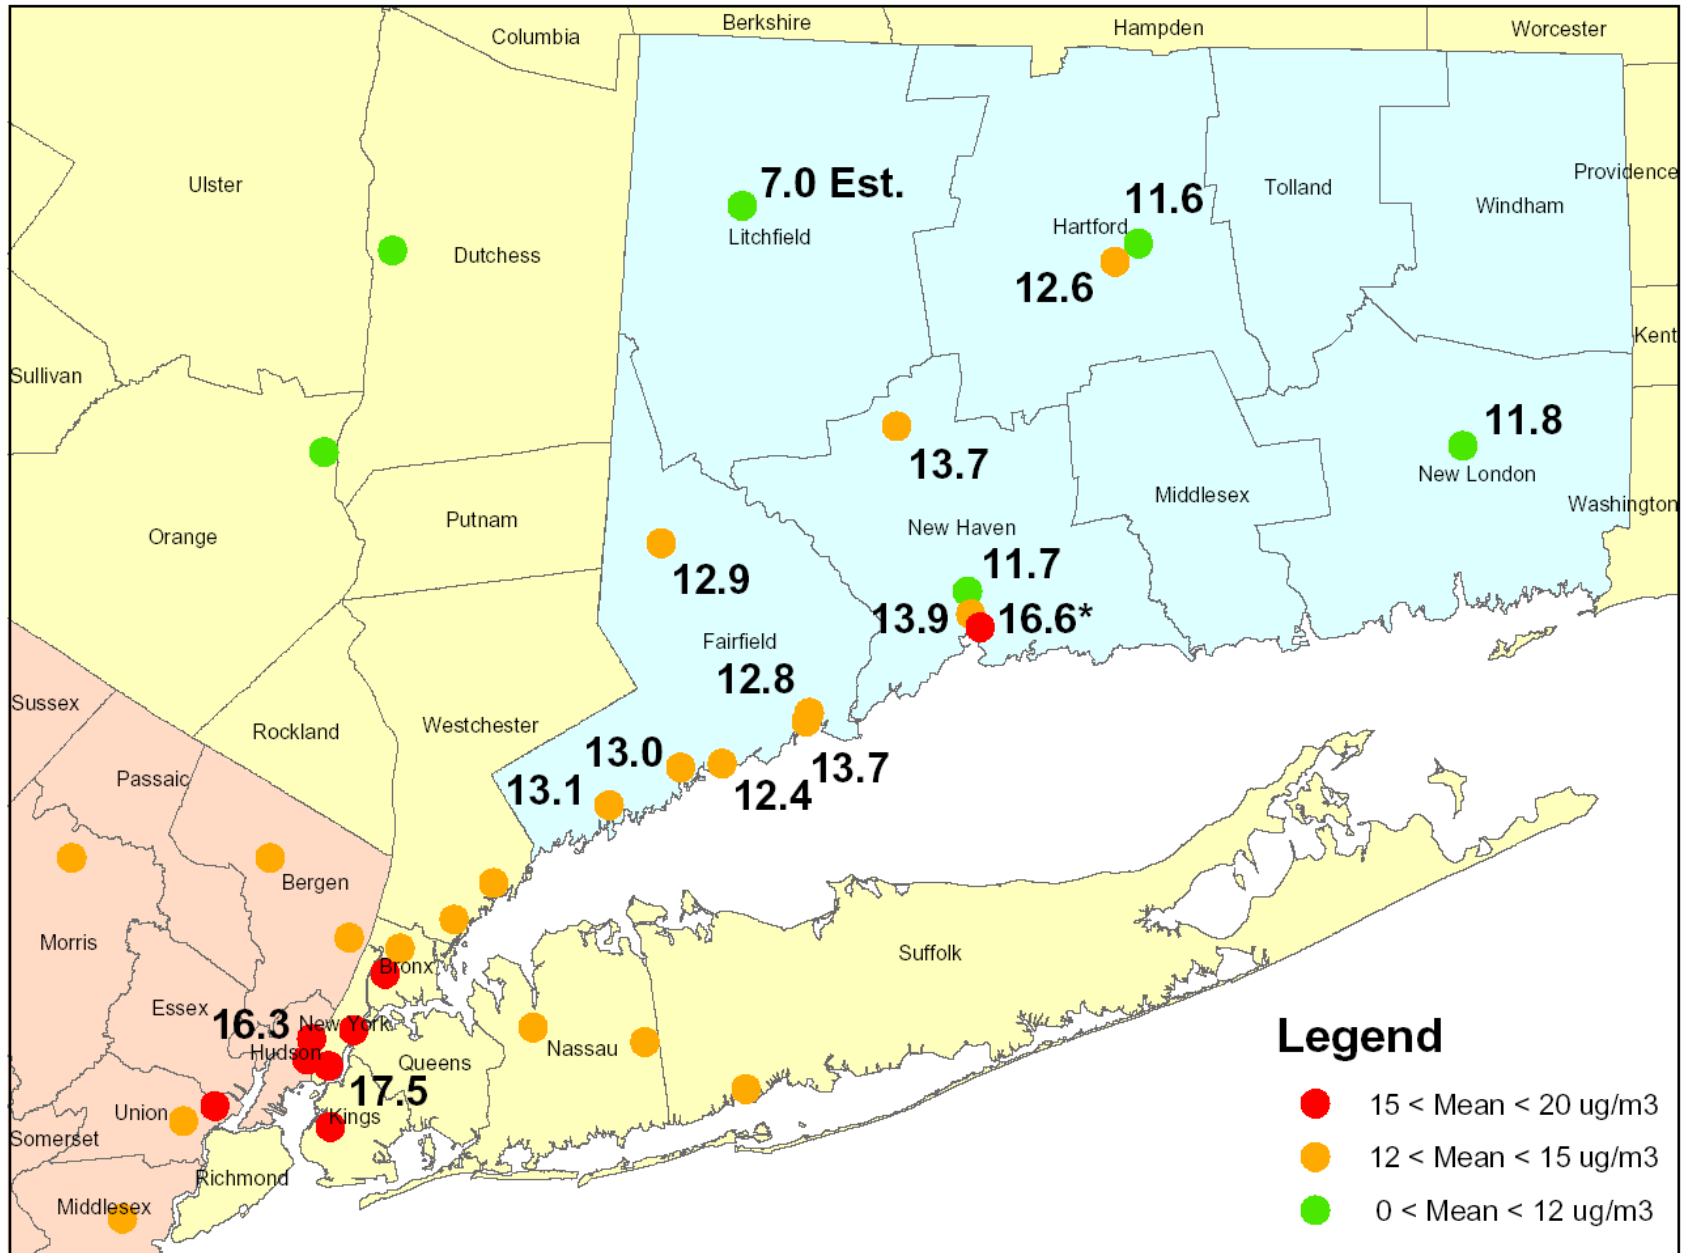 Columbia
Berkshire
Hampden
Worcester
Ulster
7.0 Est.
11.6
Tolland
Providence
Windham
Litchfield
Hartford
Dutchess
12.6
Kent
Sullivan
11.8
13.7
New London
Middlesex
Washington
Putnam
New Haven
Orange
11.7
12.9
13.9
16.6*
Fairfield
12.8
Sussex
Westchester
Rockland
13.0
13.7
Passaic
13.1
12.4
Bergen
Morris
Suffolk
Bronx
Essex
16.3
New York
Hudson
Nassau
Queens
17.5
Kings
Union
Somerset
Richmond
Middlesex
Legend
15 < Mean < 20 ug/m3
12 < Mean < 15 ug/m3
0 < Mean < 12 ug/m3